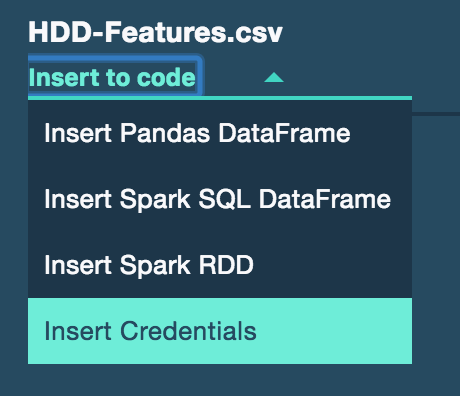 HDD-Features.csv
Insert to code
Insert Pandas DataFrame
Insert Spark SQL DataFrame
Insert Spark RDD
Insert Credentials